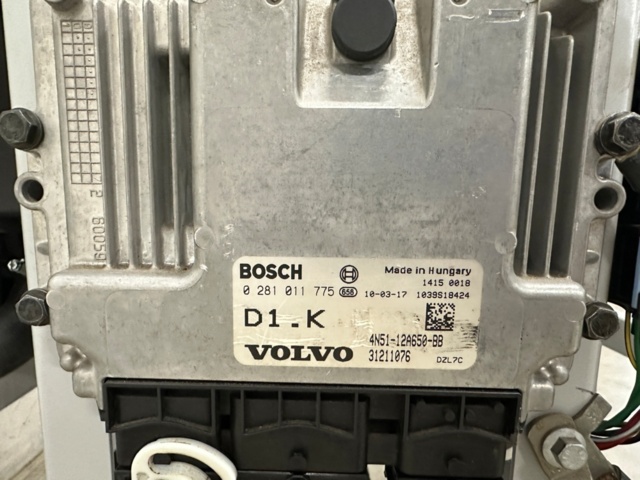 BOSCH
Made in Hungary
1415 0018
0 281 011 775 658 10-03-17 1039S18424
D1.K
4N51-12A650-BB
VOLVO 31211076 DZL7C